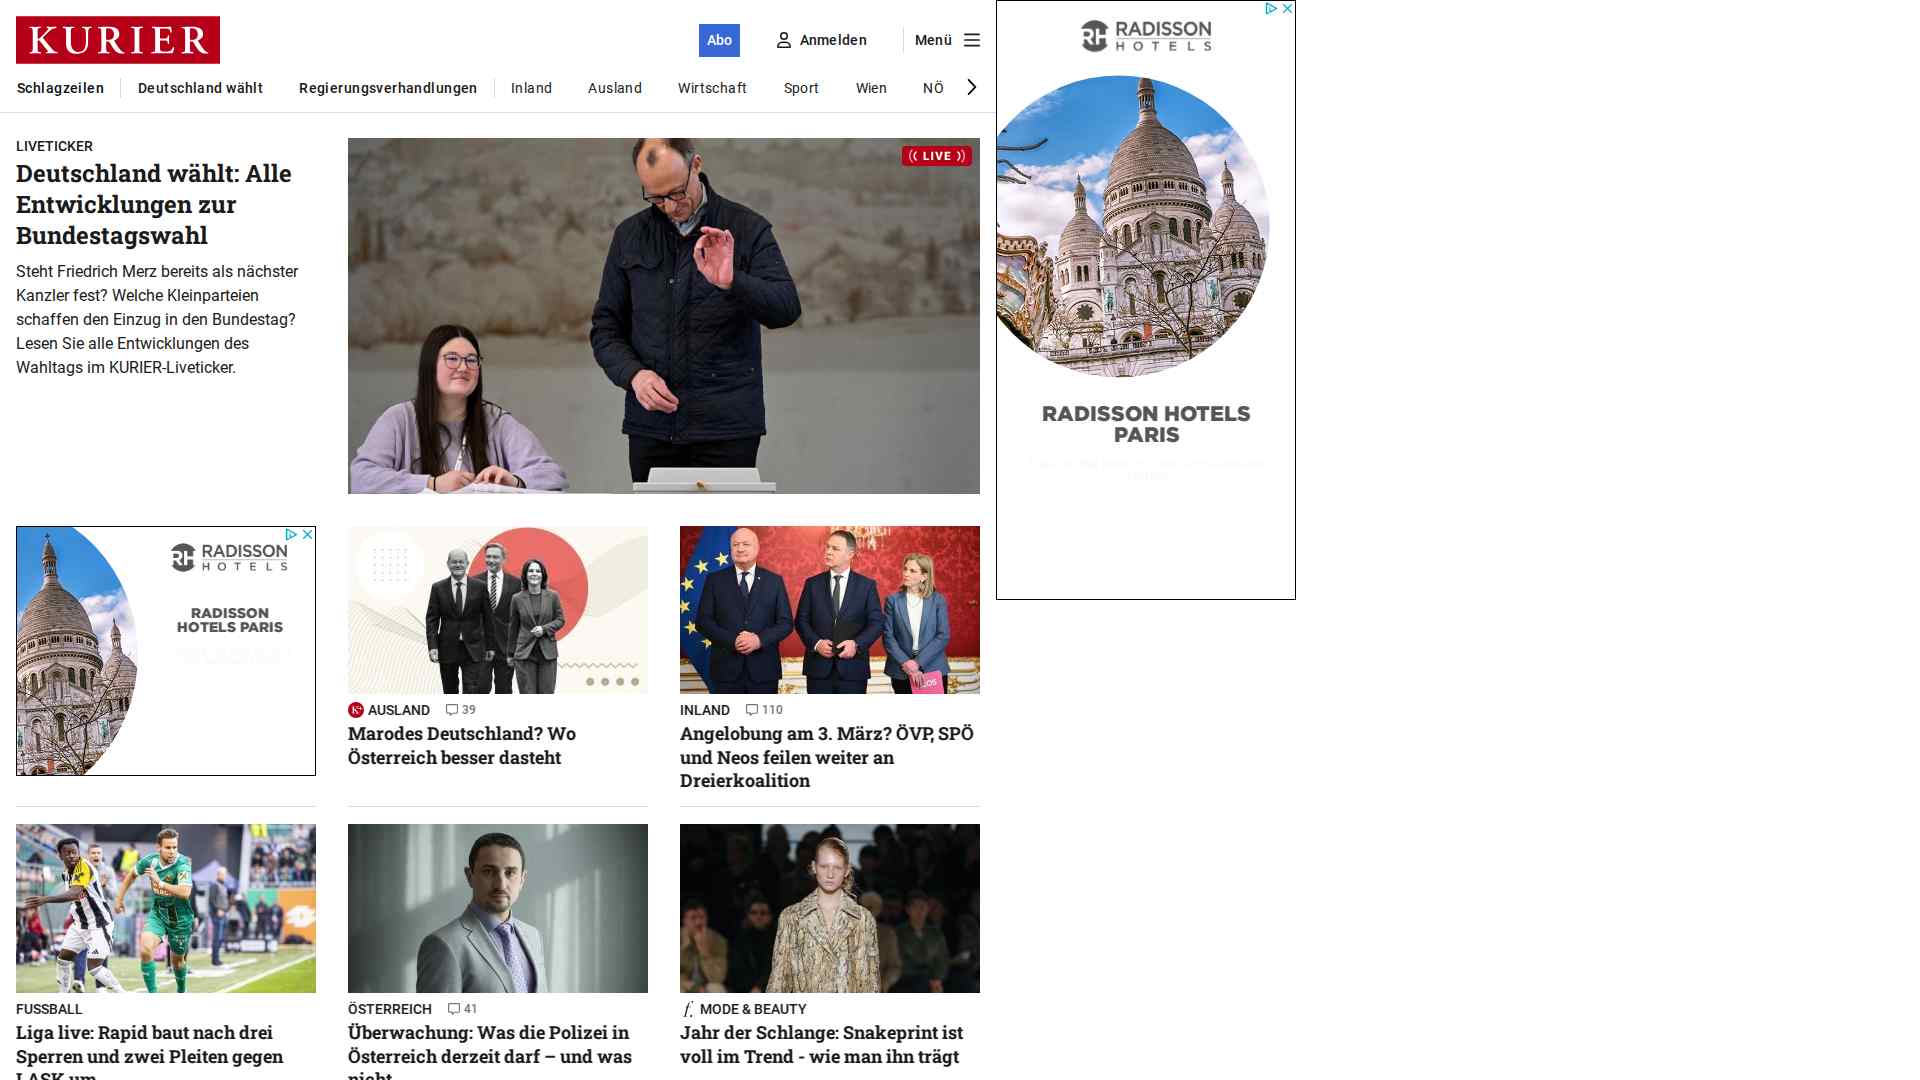 KURIER
Abo
Anmelden
Menü
Schlagzeilen
Deutschland wählt
Regierungsverhandlungen
Inland
Ausland
Wirtschaft
Sport
Wien
NÖ
LIVETICKER
Deutschland wählt: Alle
Entwicklungen zur
Bundestagswahl
Steht Friedrich Merz bereits als nächster
Kanzler fest? Welche Kleinparteien
schaffen den Einzug in den Bundestag?
Lesen Sie alle Entwicklungen des
Wahltags im KURIER-Liveticker.
LIVE
RH RADISSON
HOTELS
RADISSON HOTELS
PARIS
RH RADISSON
HOTELS
RADISSON
HOTELS PARIS
K+ AUSLAND 39
Marodes Deutschland? Wo
Österreich besser dasteht
INLAND 110
Angelobung am 3. März? ÖVP, SPÖ
und Neos feilen weiter an
Dreierkoalition
FUSSBALL
Liga live: Rapid baut nach drei
Sperren und zwei Pleiten gegen
LASK um
ÖSTERREICH 41
Überwachung: Was die Polizei in
Österreich derzeit darf – und was
nicht
f. MODE & BEAUTY
Jahr der Schlange: Snakeprint ist
voll im Trend - wie man ihn trägt